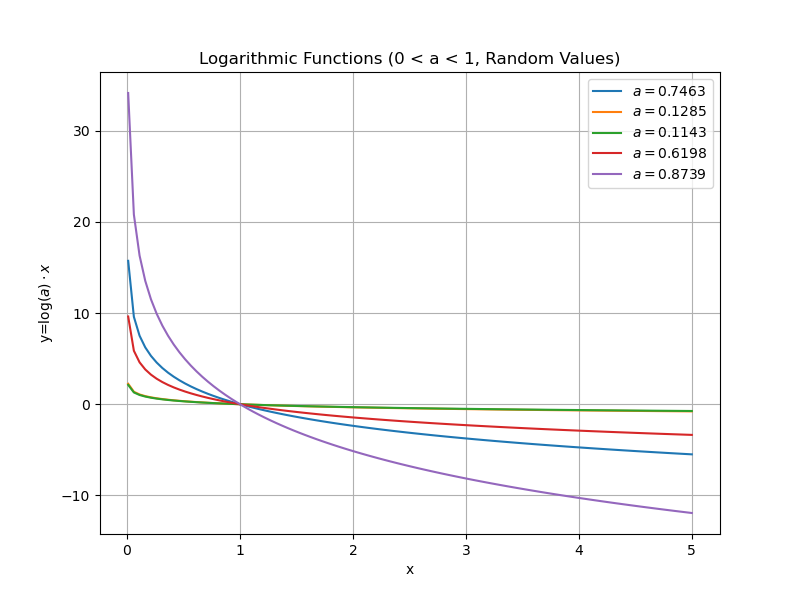 Logarithmic Functions (0 < a < 1, Random Values)
a = 0.7463
a = 0.1285
a = 0.1143
a = 0.6198
a = 0.8739
y=log(a) · x
30
20
10
0
−10
0 1 2 3 4 5
x